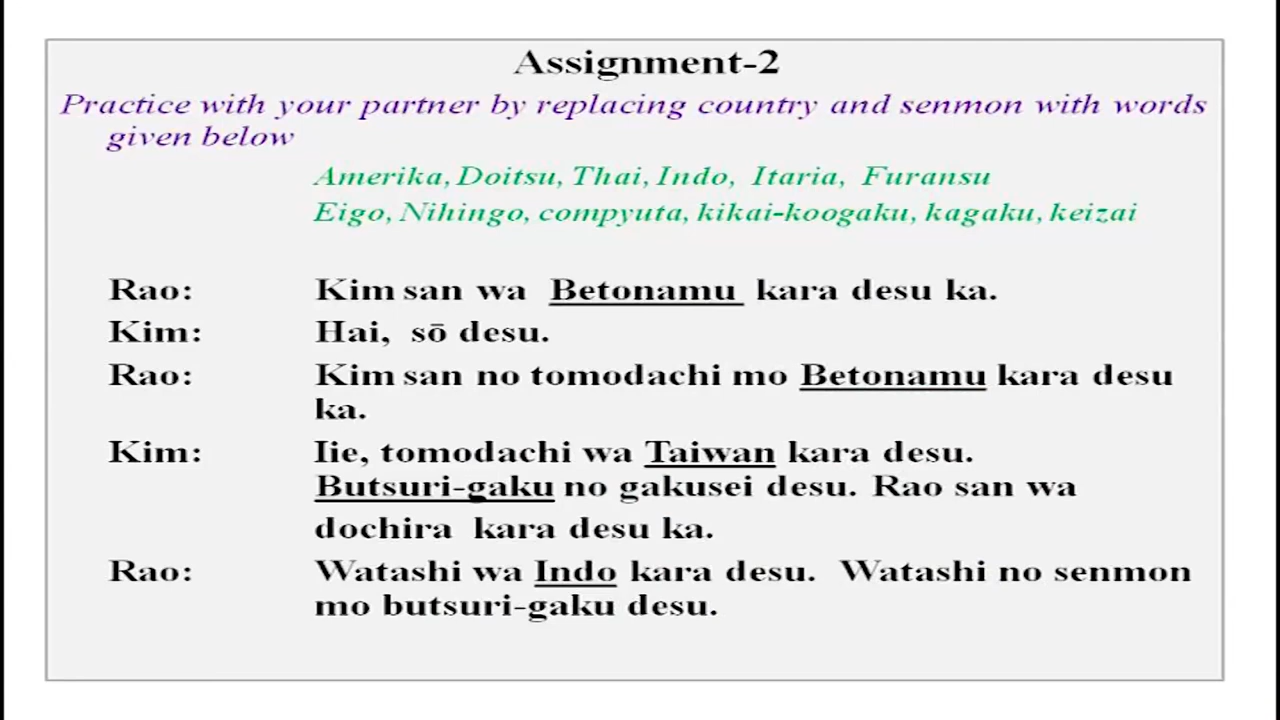 Assignment-2
Practice with your partner by replacing country and senmon with words
given below
Amerika, Doitsu, Thai, Indo, Itaria, Furansu
Eigo, Nihingo, compyuta, kikai-koogaku, kagaku, keizai
Rao: Kim san wa Betonamu kara desu ka.
Kim: Hai, sō desu.
Rao: Kim san no tomodachi mo Betonamu kara desu
ka.
Kim: Iie, tomodachi wa Taiwan kara desu.
Butsuri-gaku no gakusei desu. Rao san wa
dochira kara desu ka.
Rao: Watashi wa Indo kara desu. Watashi no senmon
mo butsuri-gaku desu.